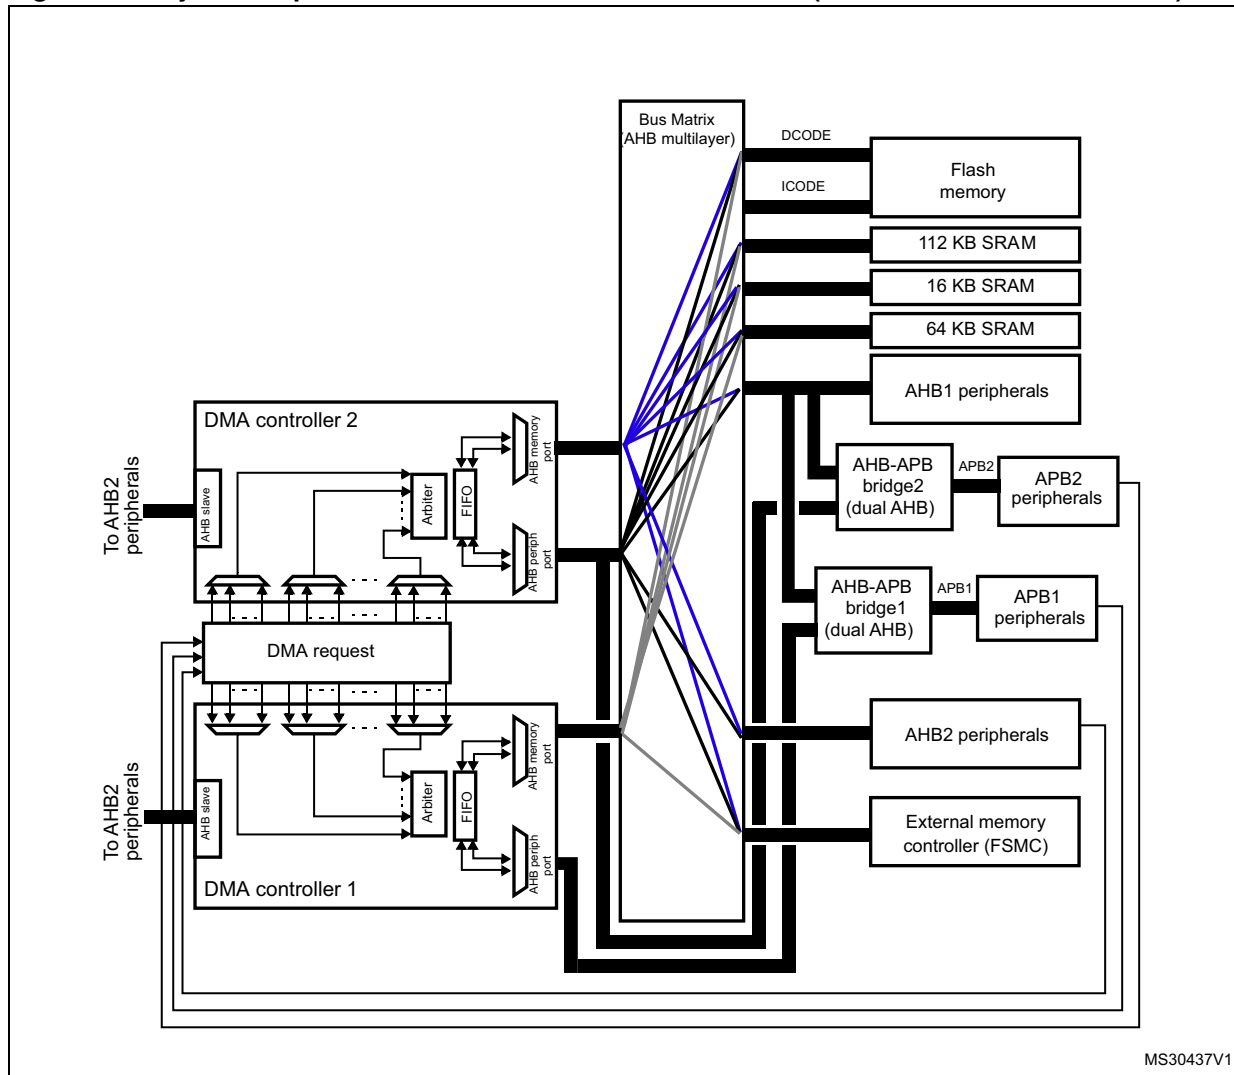 Bus Matrix
(AHB multilayer)
DCODE
Flash
memory
ICODE
112 KB SRAM
16 KB SRAM
64 KB SRAM
AHB1 peripherals
DMA controller 2
To AHB2
peripherals
AHB slave
Arbiter
FIFO
AHB memory
port
AHB periph
port
AHB-APB
bridge2
(dual AHB)
APB2
APB2
peripherals
AHB-APB
bridge1
(dual AHB)
APB1
APB1
peripherals
DMA request
AHB2 peripherals
External memory
controller (FSMC)
To AHB2
peripherals
AHB slave
Arbiter
FIFO
AHB memory
port
AHB periph
port
DMA controller 1
MS30437V1